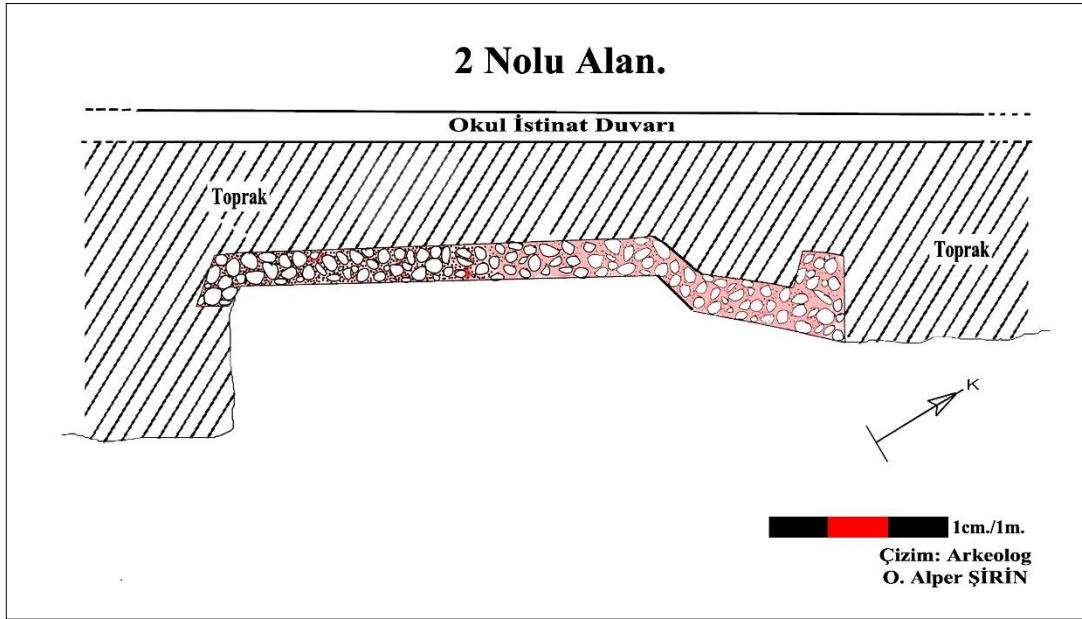 2 Nolu Alan.
Okul İstinat Duvarı
Toprak
Toprak
K
1cm./1m.
Çizim: Arkeolog
O. Alper ŞİRİN